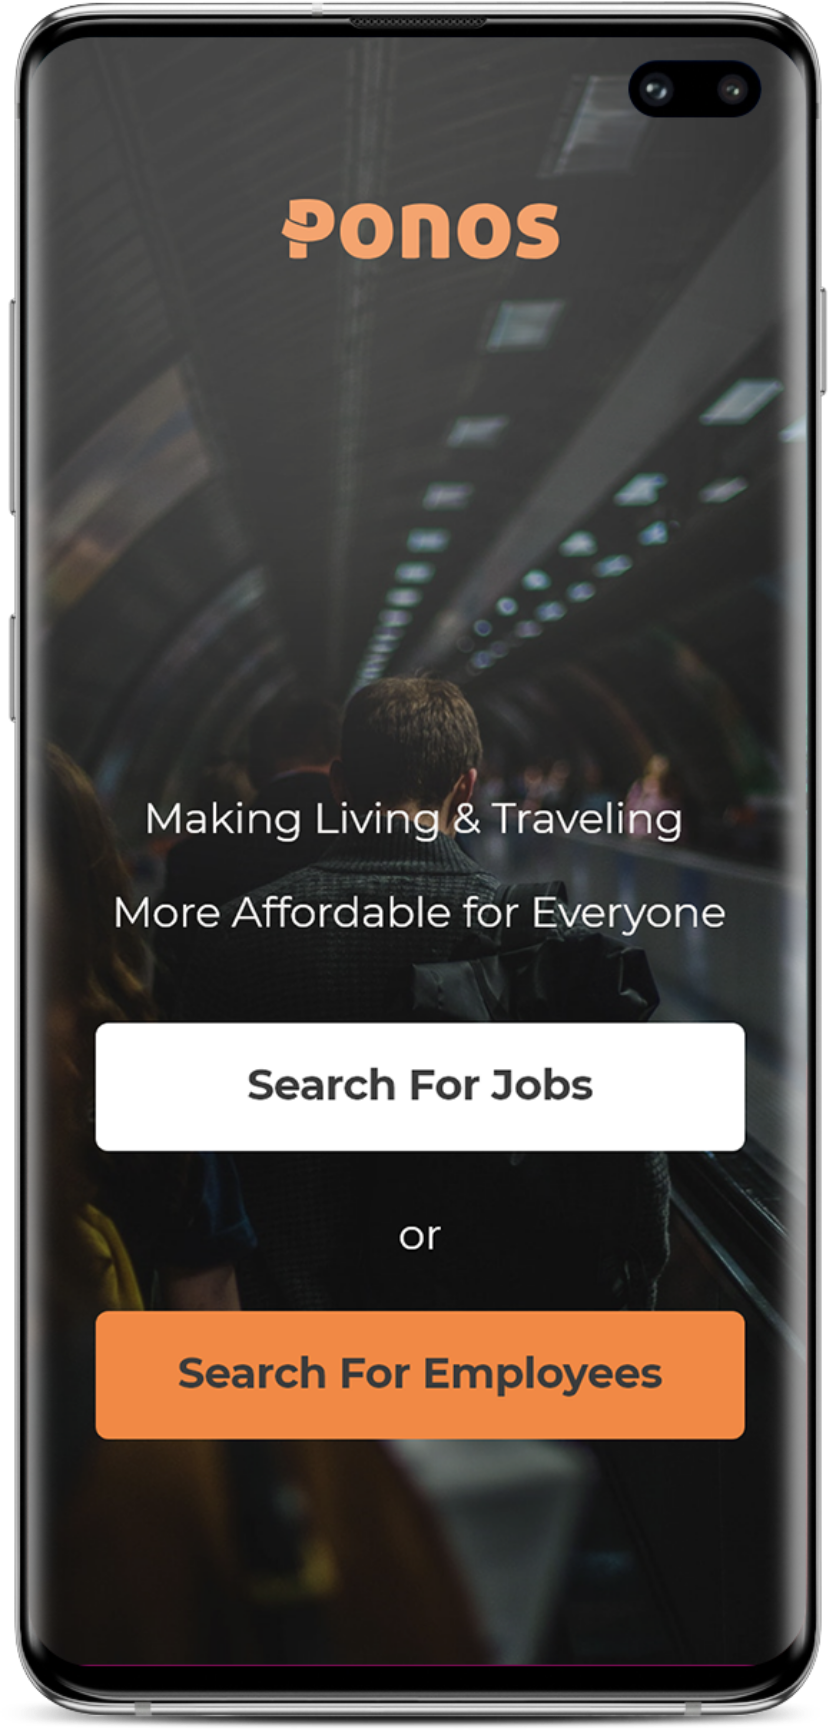 Ponos
Making Living & Traveling
More Affordable for Everyone
Search For Jobs
or
Search For Employees